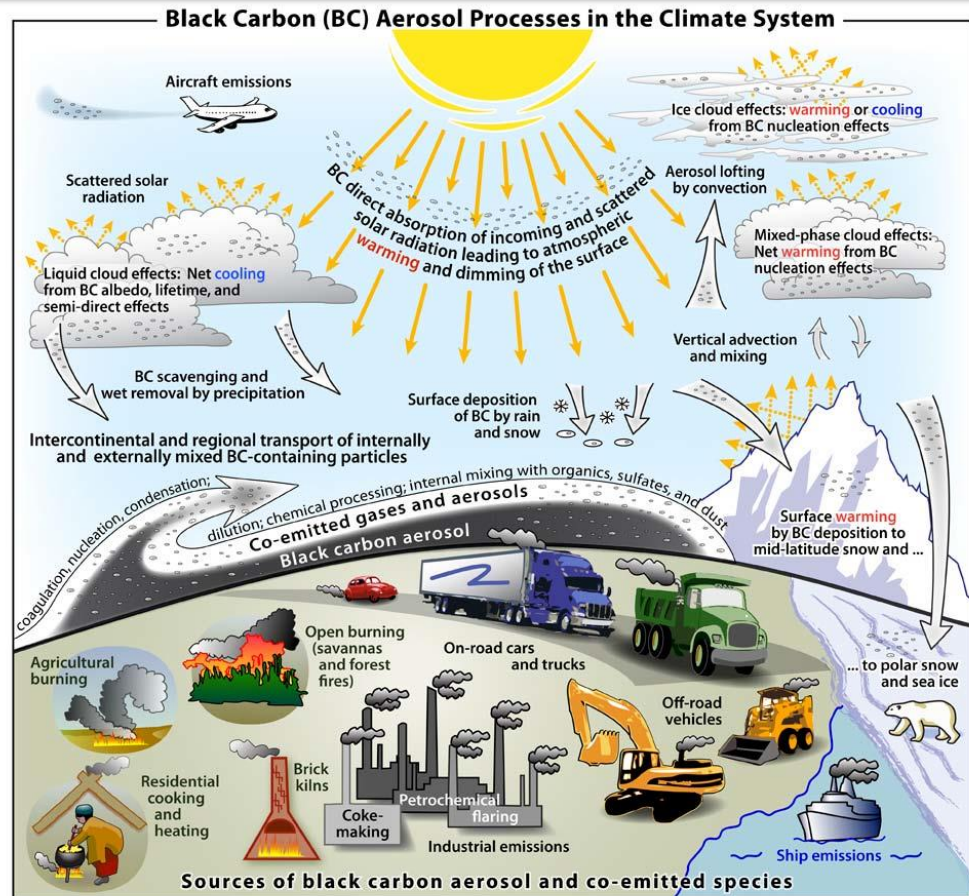 Black Carbon (BC) Aerosol Processes in the Climate System
Aircraft emissions
Ice cloud effects: warming or cooling
from BC nucleation effects
Scattered solar
radiation
BC direct absorption of incoming and scattered
solar radiation leading to atmospheric
warming and dimming of the surface
Aerosol lofting
by convection
Mixed-phase cloud effects:
Net warming from BC
nucleation effects
Liquid cloud effects: Net cooling
from BC albedo, lifetime, and
semi-direct effects
Vertical advection
and mixing
BC scavenging and
wet removal by precipitation
Surface deposition
of BC by rain
and snow
Intercontinental and regional transport of internally
and externally mixed BC-containing particles
coagulation, nucleation, condensation;
dilution; chemical processing; internal mixing with organics, sulfates, and dust
Co-emitted gases and aerosols
Black carbon aerosol
Surface warming
by BC deposition to
mid-latitude snow and ...
... to polar snow
and sea ice
Agricultural
burning
Open burning
(savannas
and forest
fires)
On-road cars
and trucks
Off-road
vehicles
Residential
cooking
and
heating
Brick
kilns
Coke-
making
Petrochemical
flaring
Industrial emissions
Ship emissions
Sources of black carbon aerosol and co-emitted species